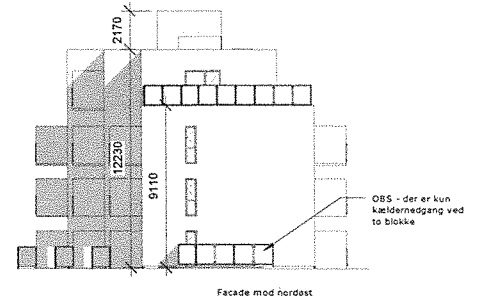 2170
12230
9110
OBS - der er kun
kældernedgang ved
to blokke
Facade mod nordøst